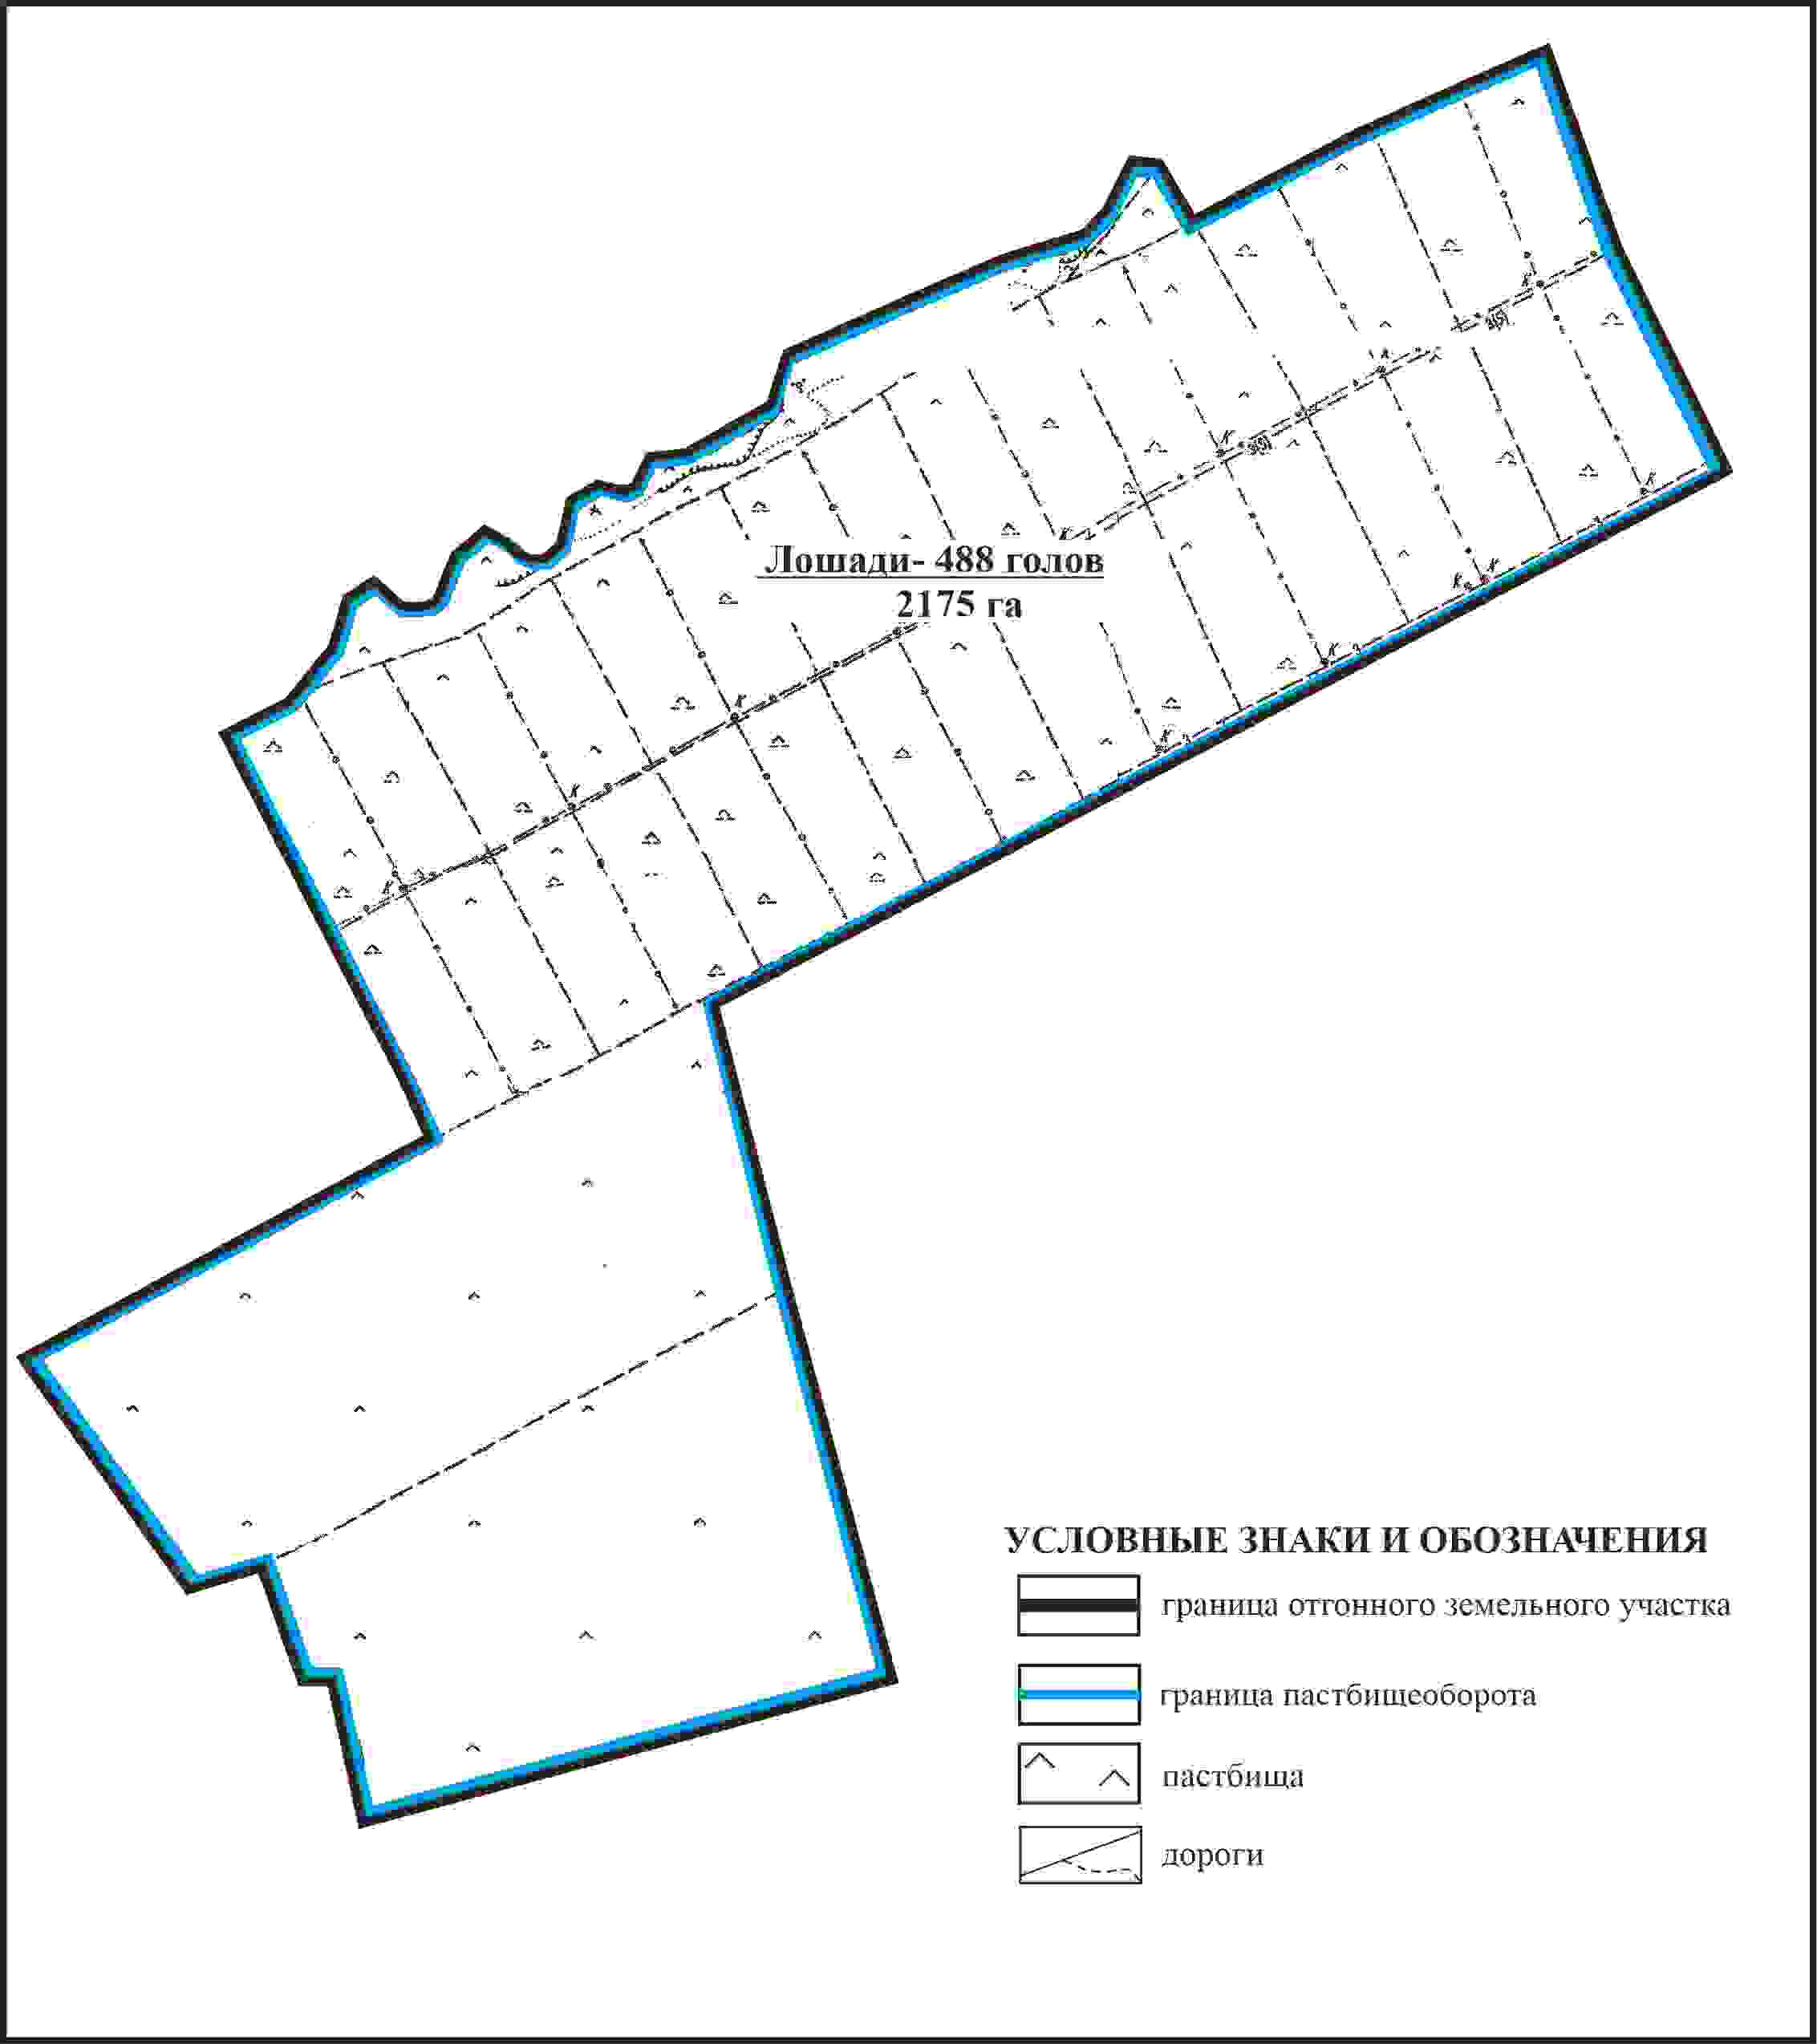 Лошади- 488 голов
2175 га
УСЛОВНЫЕ ЗНАКИ И ОБОЗНАЧЕНИЯ
граница отгонного земельного участка
граница пастбищеоборота
пастбища
дороги